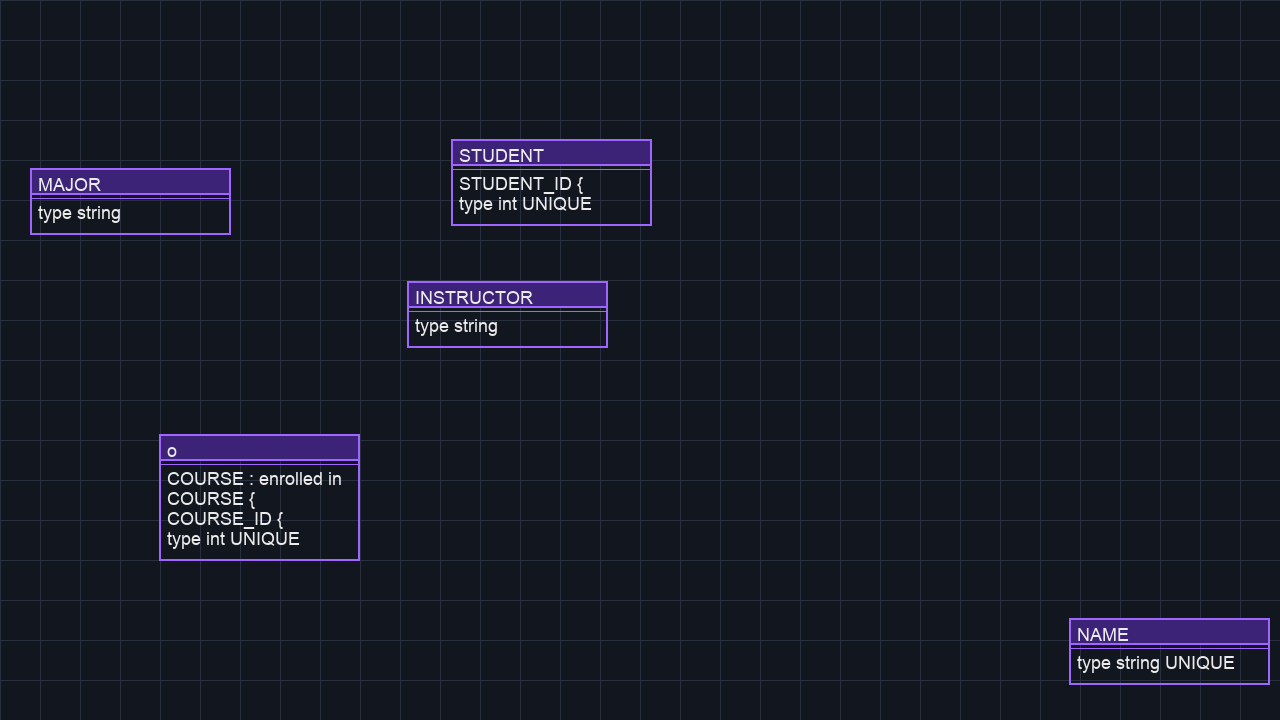 STUDENT
STUDENT_ID {
type int UNIQUE
MAJOR
type string
INSTRUCTOR
type string
o
COURSE : enrolled in
COURSE {
COURSE_ID {
type int UNIQUE
NAME
type string UNIQUE